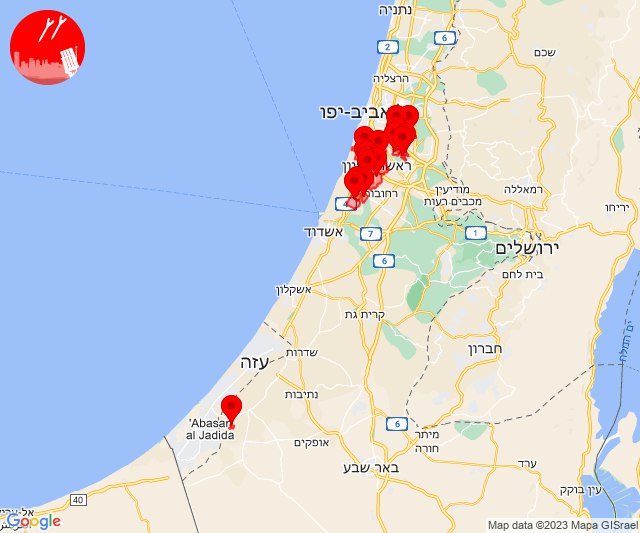 נתניה
6
2
שכם
הרצליה
אביב-יפו
ראשו
יון
מודיעין
מכבים רעות
רמאללה
יריחו
רחובות
4
אשדוד
7
1
ירושלים
6
בית לחם
אשקלון
קרית גת
ים המלח
חברון
שדרות
עזה
נתיבות
'Abasan
al Jadida
6
מיתר
חורה
אופקים
באר שבע
ערד
עין בוקק
40
Google
Map data ©2023 Mapa GISrael